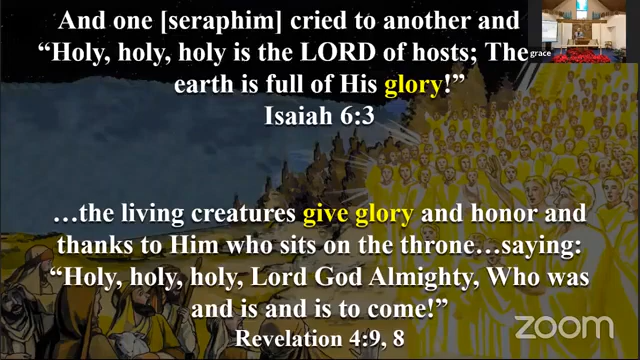 And one [seraphim] cried to another and
“Holy, holy, holy is the LORD of hosts; The
earth is full of His glory!”
Isaiah 6:3
grace
…the living creatures give glory and honor and
thanks to Him who sits on the throne…saying:
“Holy, holy, holy, Lord God Almighty, Who was
and is and is to come!”
Revelation 4:9, 8
zoom